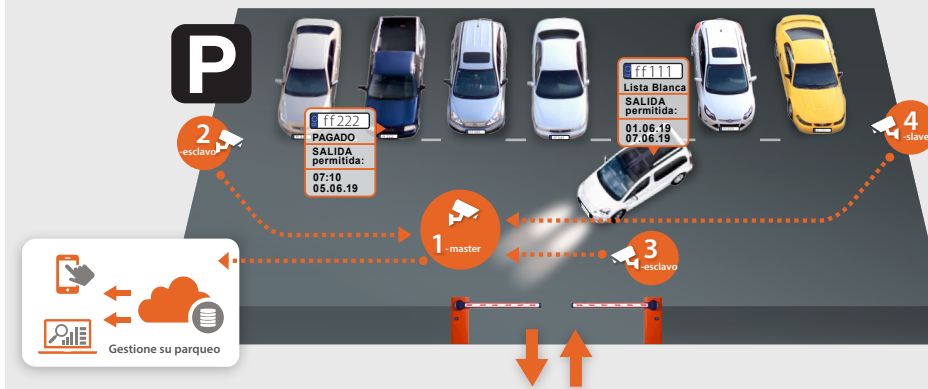 P
ff111
Lista Blanca
SALIDA
permitida:
01.06.19
07.06.19
ff222
PAGADO
SALIDA
permitida:
07:10
05.06.19
2
-esclavo
4
-slave
1-master
3
-esclavo
Gestione su parqueo